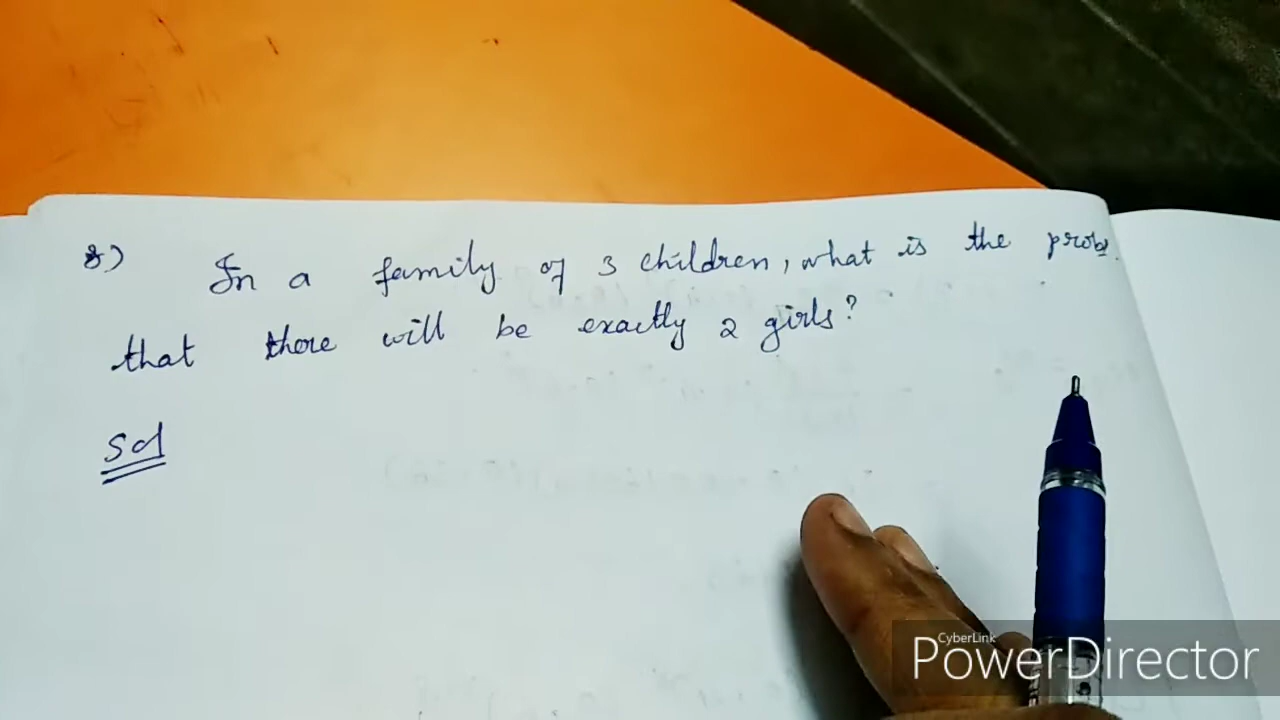 8) In a family of 3 children, what is the prob.
that there will be exactly 2 girls?
Sol
CyberLink
PowerDirector